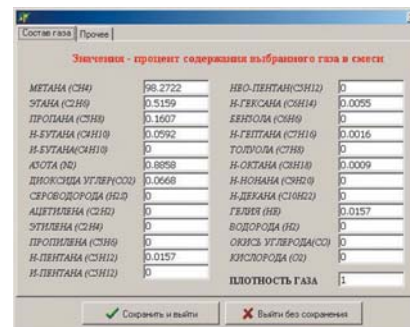 Состав газа Прочее
Значения - процент содержания выбранного газа в смеси
МЕТАНА (CH4) 98.2722
ЭТАНА (C2H6) 0.5159
ПРОПАНА (C3H8) 0.1607
Н-БУТАНА (C4H10) 0.0592
И-БУТАНА(C4H10) 0
АЗОТА (N2) 0.8858
ДИОКСИДА УГЛЕР(CO2) 0.0668
СЕРОВОДОРОДА (H2S) 0
АЦЕТИЛЕНА (C2H2) 0
ЭТИЛЕНА (C2H4) 0
ПРОПИЛЕНА (C3H6) 0
Н-ПЕНТАНА (C5H12) 0.0157
И-ПЕНТАНА (C5H12) 0
НЕО-ПЕНТАН(C5H12) 0
Н-ГЕКСАНА (C6H14) 0.0055
БЕНЗОЛА (C6H6) 0
Н-ГЕПТАНА (C7H16) 0.0016
ТОЛУОЛА (C7H8) 0
Н-ОКТАНА (C8H18) 0.0009
Н-НОНАНА (C9H20) 0
Н-ДЕКАНА (C10H22) 0
ГЕЛИЯ (HE) 0.0157
ВОДОРОДА (H2) 0
ОКИСЬ УГЛЕРОДА(CO) 0
КИСЛОРОДА (O2) 0
ПЛОТНОСТЬ ГАЗА 1
Сохранить и выйти Выйти без сохранения